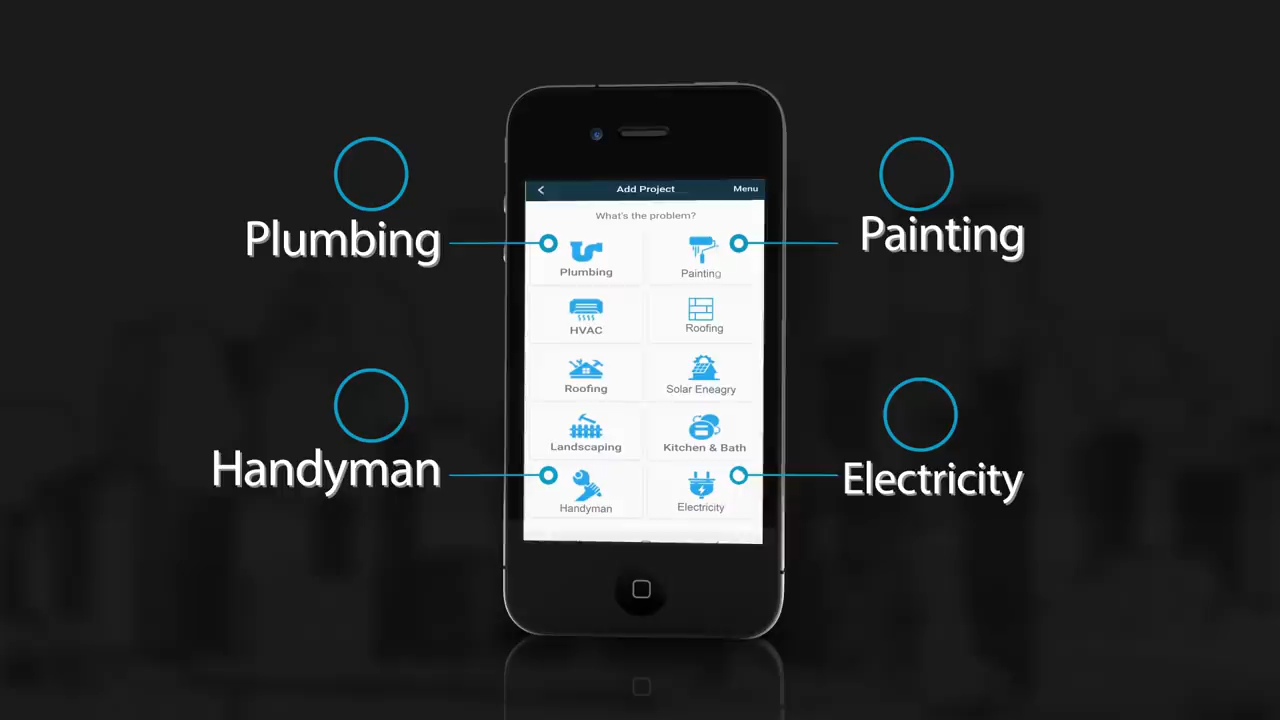 Add Project
Menu
What's the problem?
Plumbing
Painting
Plumbing
Painting
HVAC
Roofing
Roofing
Solar Eneagry
Landscaping
Kitchen & Bath
Handyman
Electricity
Handyman
Electricity